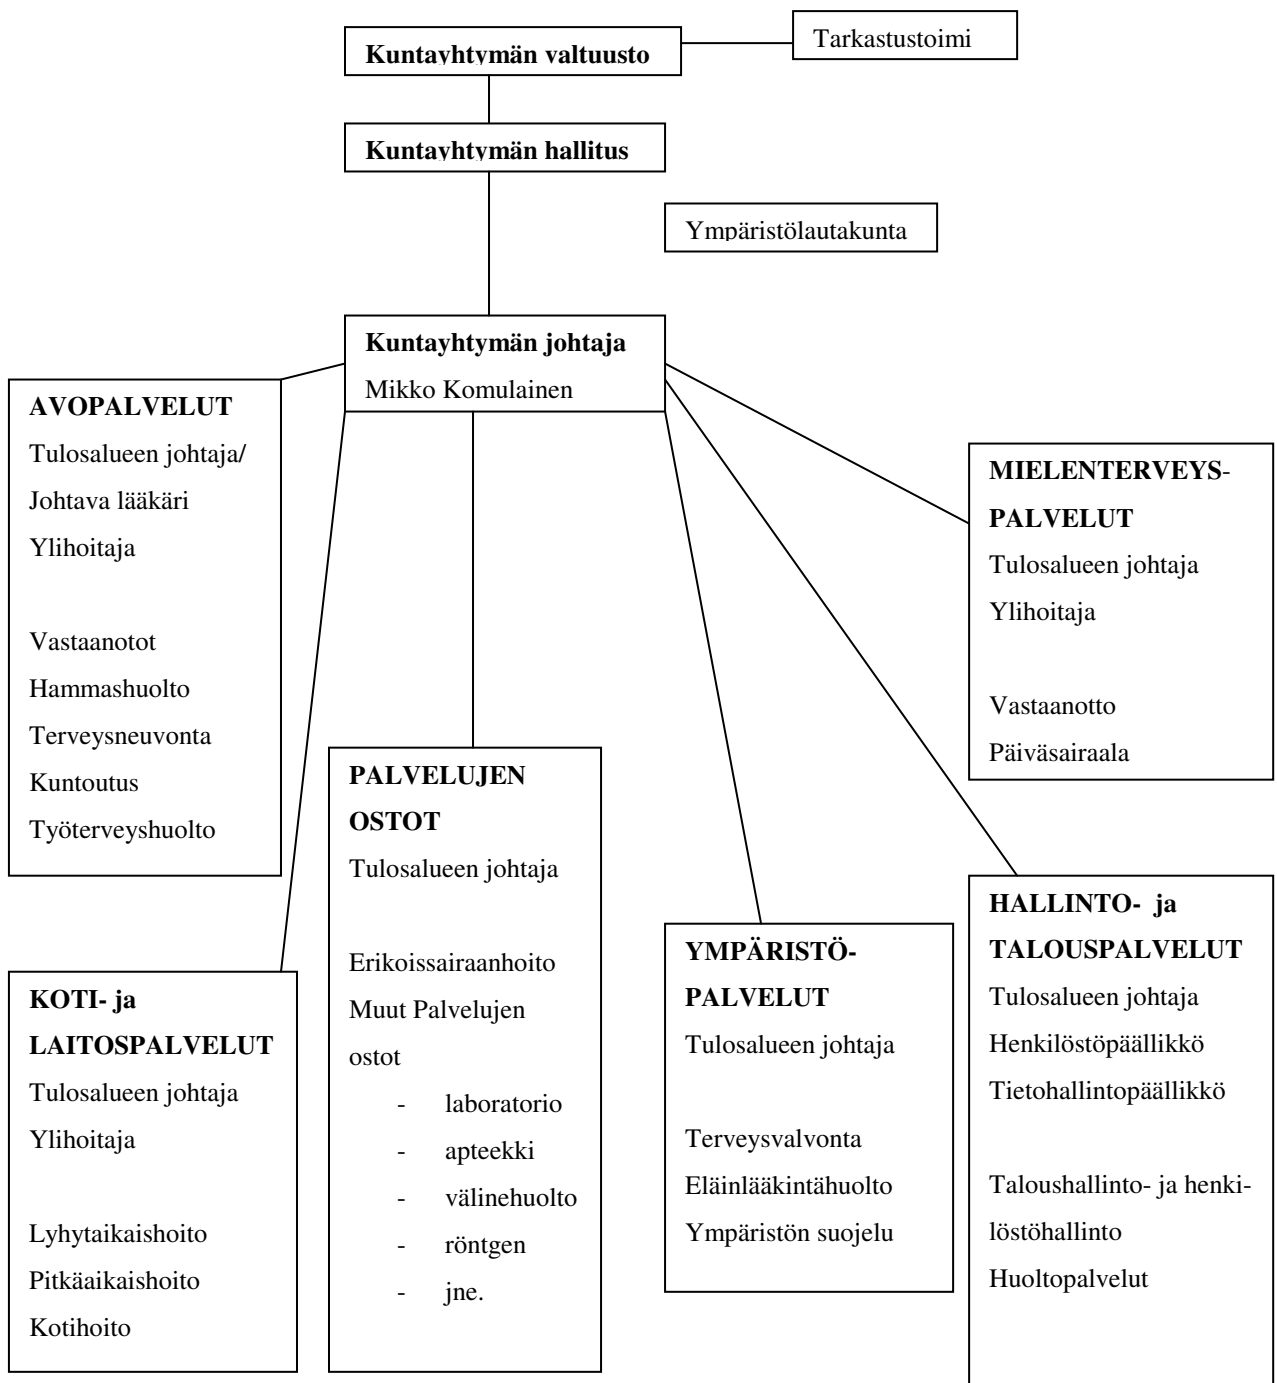 Kuntayhtymän valtuusto
Tarkastustoimi
Kuntayhtymän hallitus
Ympäristölautakunta
Kuntayhtymän johtaja
Mikko Komulainen
AVOPALVELUT
Tulosalueen johtaja/
Johtava lääkäri
Ylihoitaja
Vastaanotot
Hammashuolto
Terveysneuvonta
Kuntoutus
Työterveyshuolto
MIELENTERVEYS-
PALVELUT
Tulosalueen johtaja
Ylihoitaja
Vastaanotto
Päiväsairaala
KOTI- ja
LAITOSPALVELUT
Tulosalueen johtaja
Ylihoitaja
Lyhytaikaishoito
Pitkäaikaishoito
Kotihoito
PALVELUJEN
OSTOT
Tulosalueen johtaja
Erikoissairaanhoito
Muut Palvelujen
ostot
- laboratorio
- apteekki
- välinehuolto
- röntgen
- jne.
YMPÄRISTÖ-
PALVELUT
Tulosalueen johtaja
Terveysvalvonta
Eläinlääkintähuolto
Ympäristön suojelu
HALLINTO- ja
TALOUSPALVELUT
Tulosalueen johtaja
Henkilöstöpäällikkö
Tietohallintopäällikkö
Taloushallinto- ja henki-
löstöhallinto
Huoltopalvelut